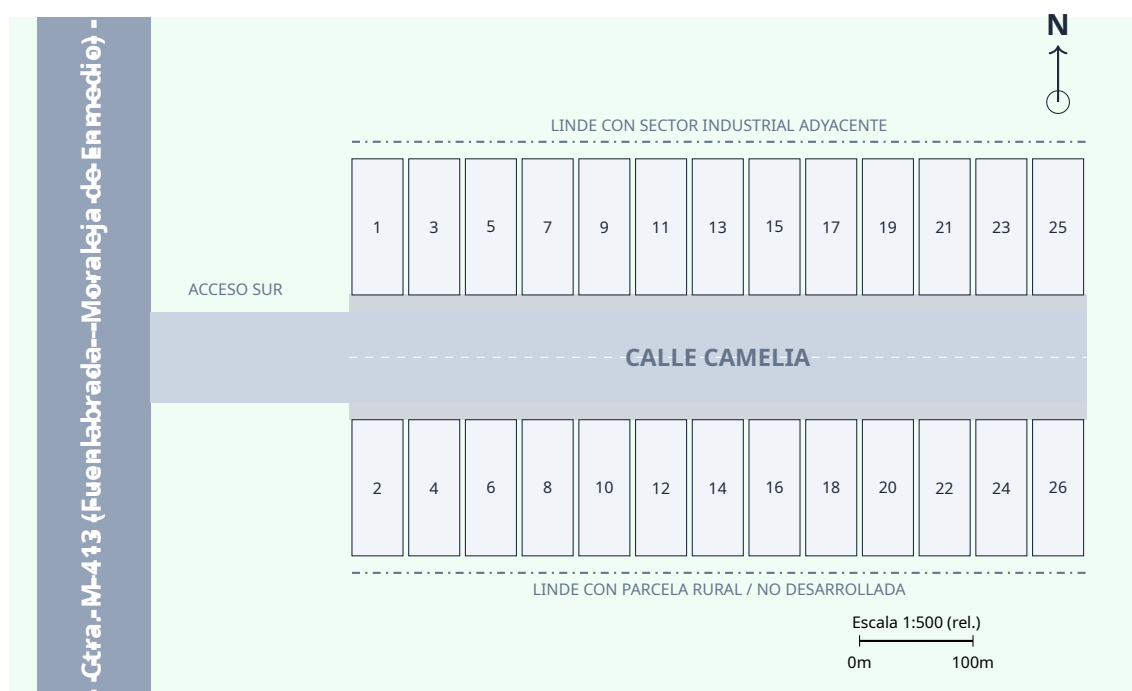 N
LINDE CON SECTOR INDUSTRIAL ADYACENTE
1 3 5 7 9 11 13 15 17 19 21 23 25
Ctra. M-413 (Fuenlabrada - Moraleja de Enmedio)
ACCESO SUR
CALLE CAMELIA
2 4 6 8 10 12 14 16 18 20 22 24 26
LINDE CON PARCELA RURAL / NO DESARROLLADA
Escala 1:500 (rel.)
0m 100m